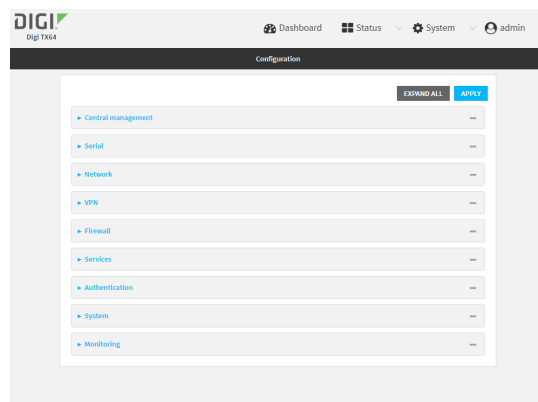 DIGI.
Digi TX64
Dashboard
Status
System
admin
Configuration
EXPAND ALL
APPLY
Central management
Serial
Network
VPN
Firewall
Services
Authentication
System
Monitoring